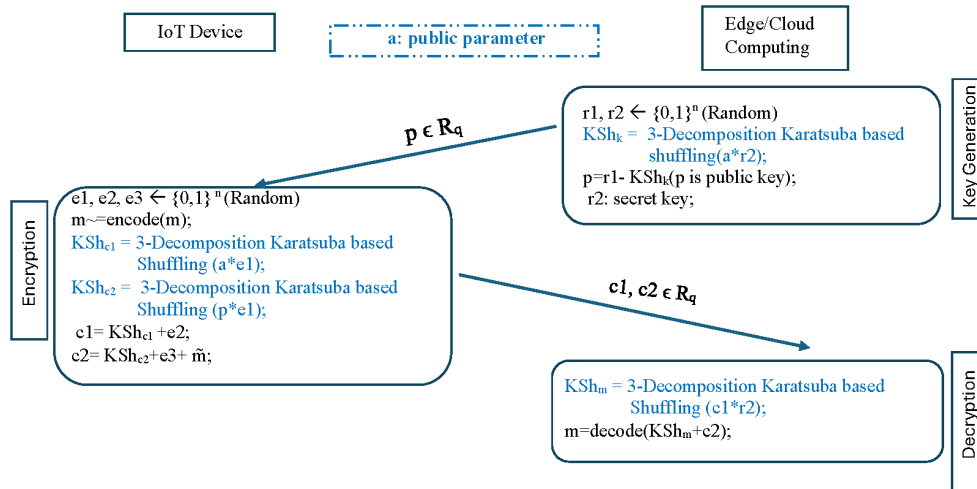 IoT Device
a: public parameter
Edge/Cloud
Computing
Key Generation
r1, r2 ← {0,1}ⁿ (Random)
KShₖ = 3-Decomposition Karatsuba based
shuffling(a*r2);
p=r1- KShₖ(p is public key);
r2: secret key;
p ϵ R_q
Encryption
e1, e2, e3 ← {0,1} ⁿ (Random)
m~=encode(m);
KSh_c1 = 3-Decomposition Karatsuba based
Shuffling (a*e1);
KSh_c2 = 3-Decomposition Karatsuba based
Shuffling (p*e1);
c1= KSh_c1 +e2;
c2= KSh_c2+e3+ m̃;
c1, c2 ϵ R_q
Decryption
KShₘ = 3-Decomposition Karatsuba based
Shuffling (c1*r2);
m=decode(KShₘ+c2);